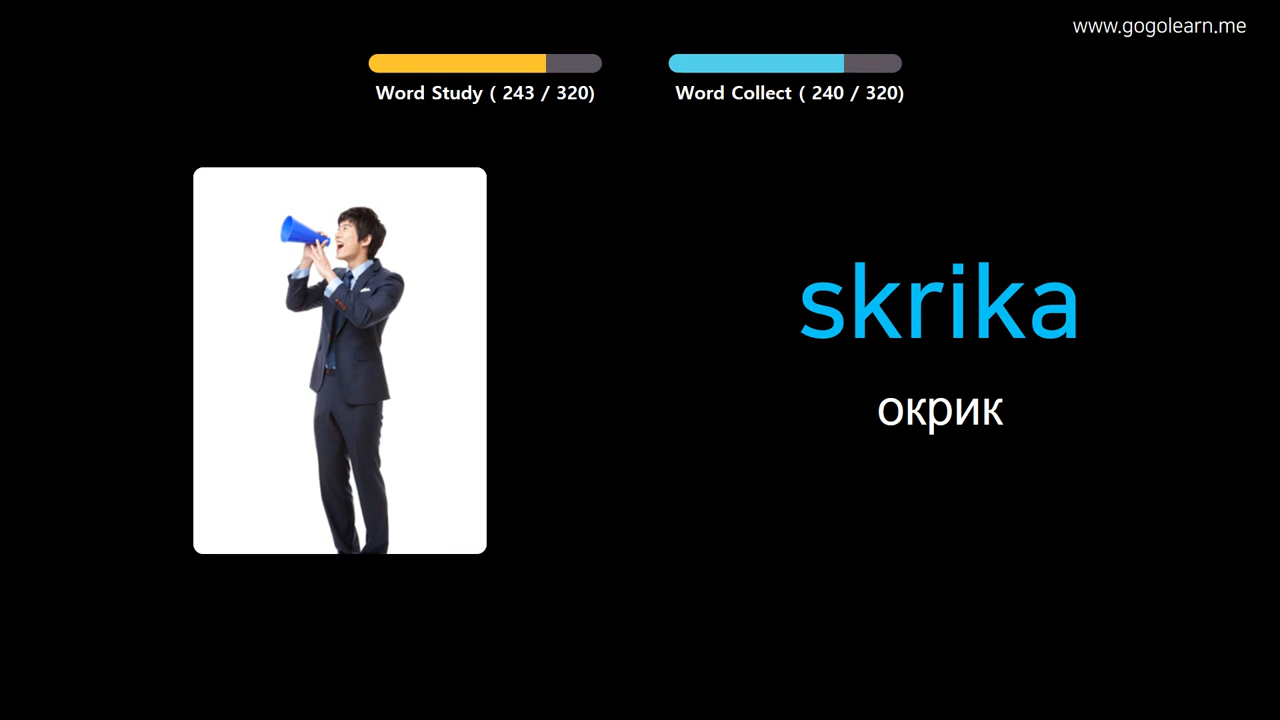 www.gogolearn.me
Word Study ( 243 / 320)
Word Collect ( 240 / 320)
skrika
окрик